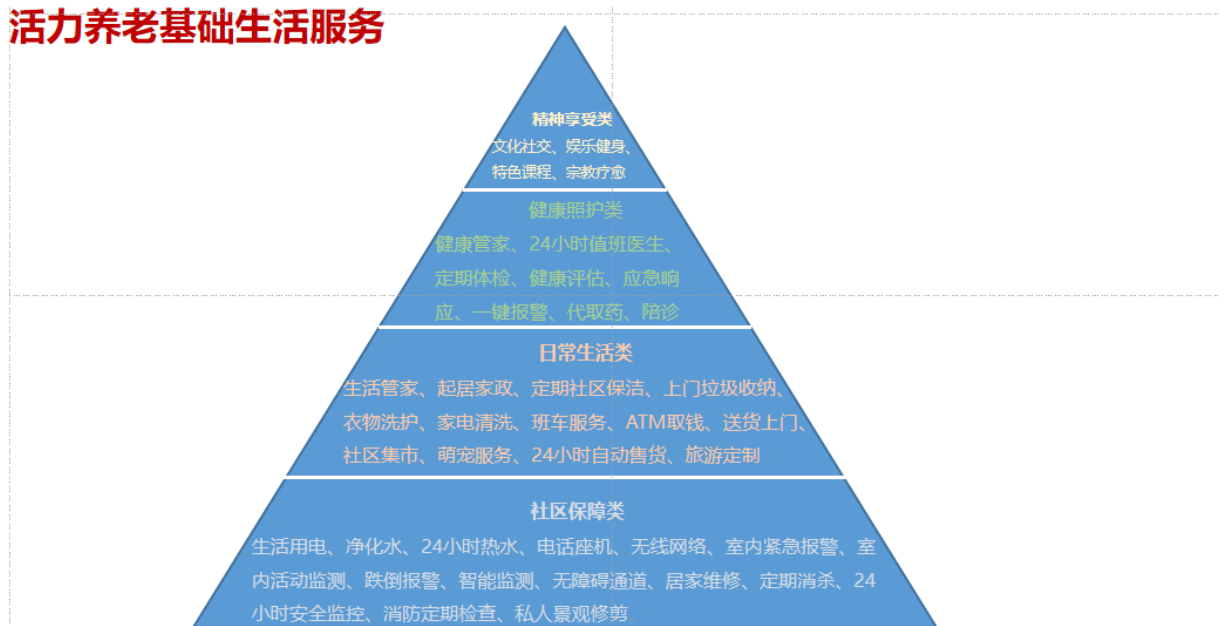 活力养老基础生活服务
精神享受类
文化社交、娱乐健身、
特色课程、宗教疗愈
健康照护类
健康管家、24小时值班医生、
定期体检、健康评估、应急响
应、一键报警、代取药、陪诊
日常生活类
生活管家、起居家政、定期社区保洁、上门垃圾收纳、
衣物洗护、家电清洗、班车服务、ATM取钱、送货上门、
社区集市、萌宠服务、24小时自动售货、旅游定制
社区保障类
生活用电、净化水、24小时热水、电话座机、无线网络、室内紧急报警、室
内活动监测、跌倒报警、智能监测、无障碍通道、居家维修、定期消杀、24
小时安全监控、消防定期检查、私人景观修剪